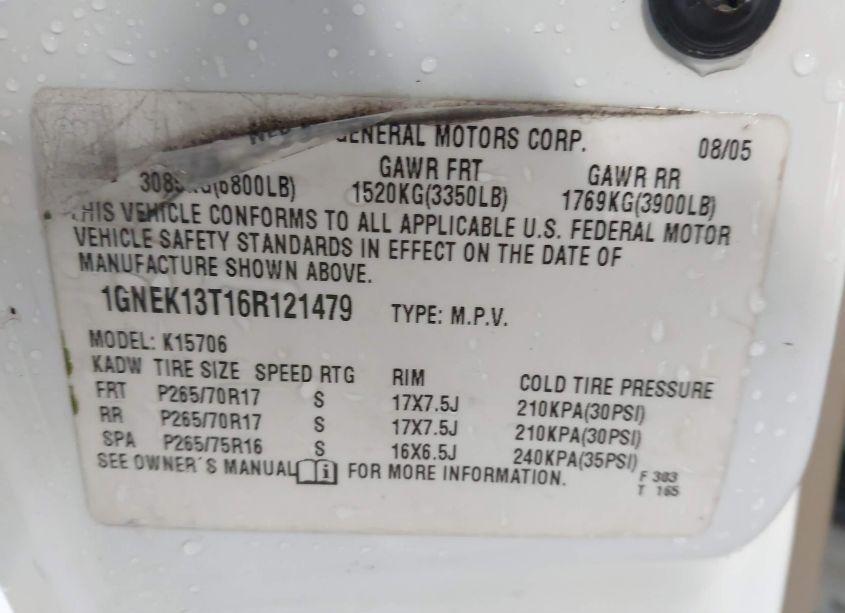 GENERAL MOTORS CORP. 08/05
GAWR FRT GAWR RR
(6800LB) 1520KG(3350LB) 1769KG(3900LB)
THIS VEHICLE CONFORMS TO ALL APPLICABLE U.S. FEDERAL MOTOR
VEHICLE SAFETY STANDARDS IN EFFECT ON THE DATE OF
MANUFACTURE SHOWN ABOVE.
1GNEK13T16R121479 TYPE: M.P.V.
MODEL: K15706
KADW TIRE SIZE SPEED RTG RIM COLD TIRE PRESSURE
FRT P265/70R17 S 17X7.5J 210KPA(30PSI)
RR P265/70R17 S 17X7.5J 210KPA(30PSI)
SPA P265/75R16 S 16X6.5J 240KPA(35PSI)
SEE OWNER´S MANUAL FOR MORE INFORMATION.
F 303
T 165